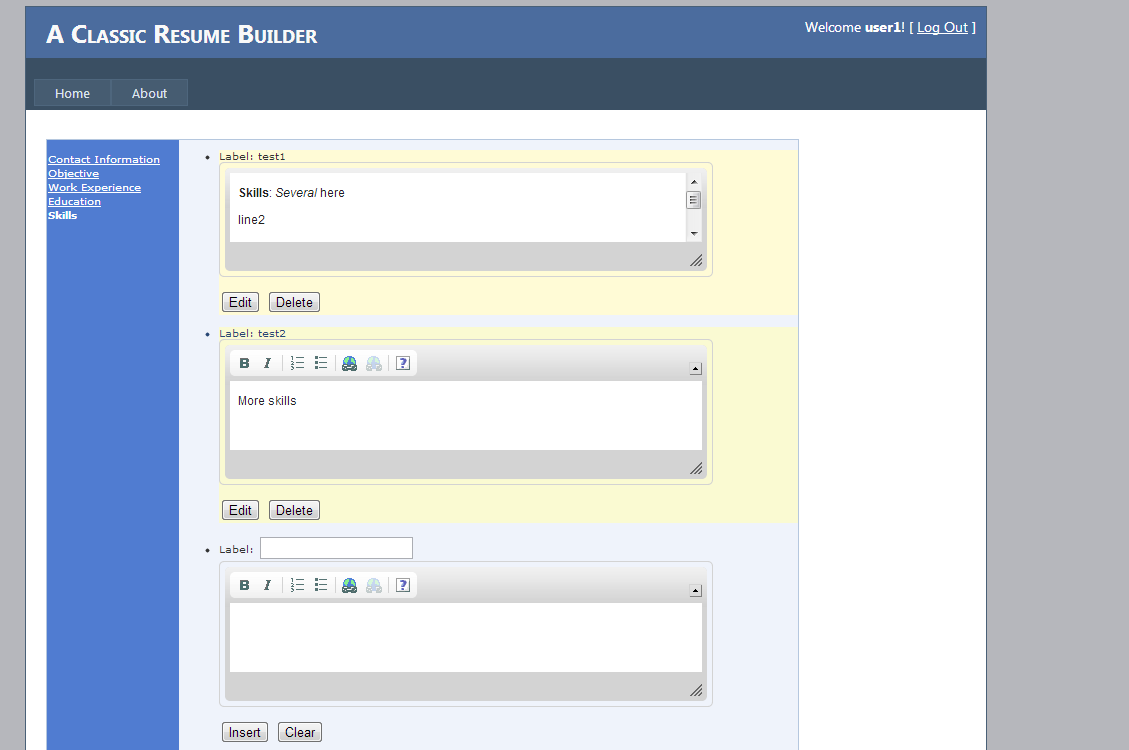 A Classic Resume Builder
Welcome user1! [ Log Out ]
Home About
Contact Information
Objective
Work Experience
Education
Skills
Label: test1
Skills: Several here
line2
Edit Delete
Label: test2
B I ?
More skills
Edit Delete
Label:
B I ?
Insert Clear